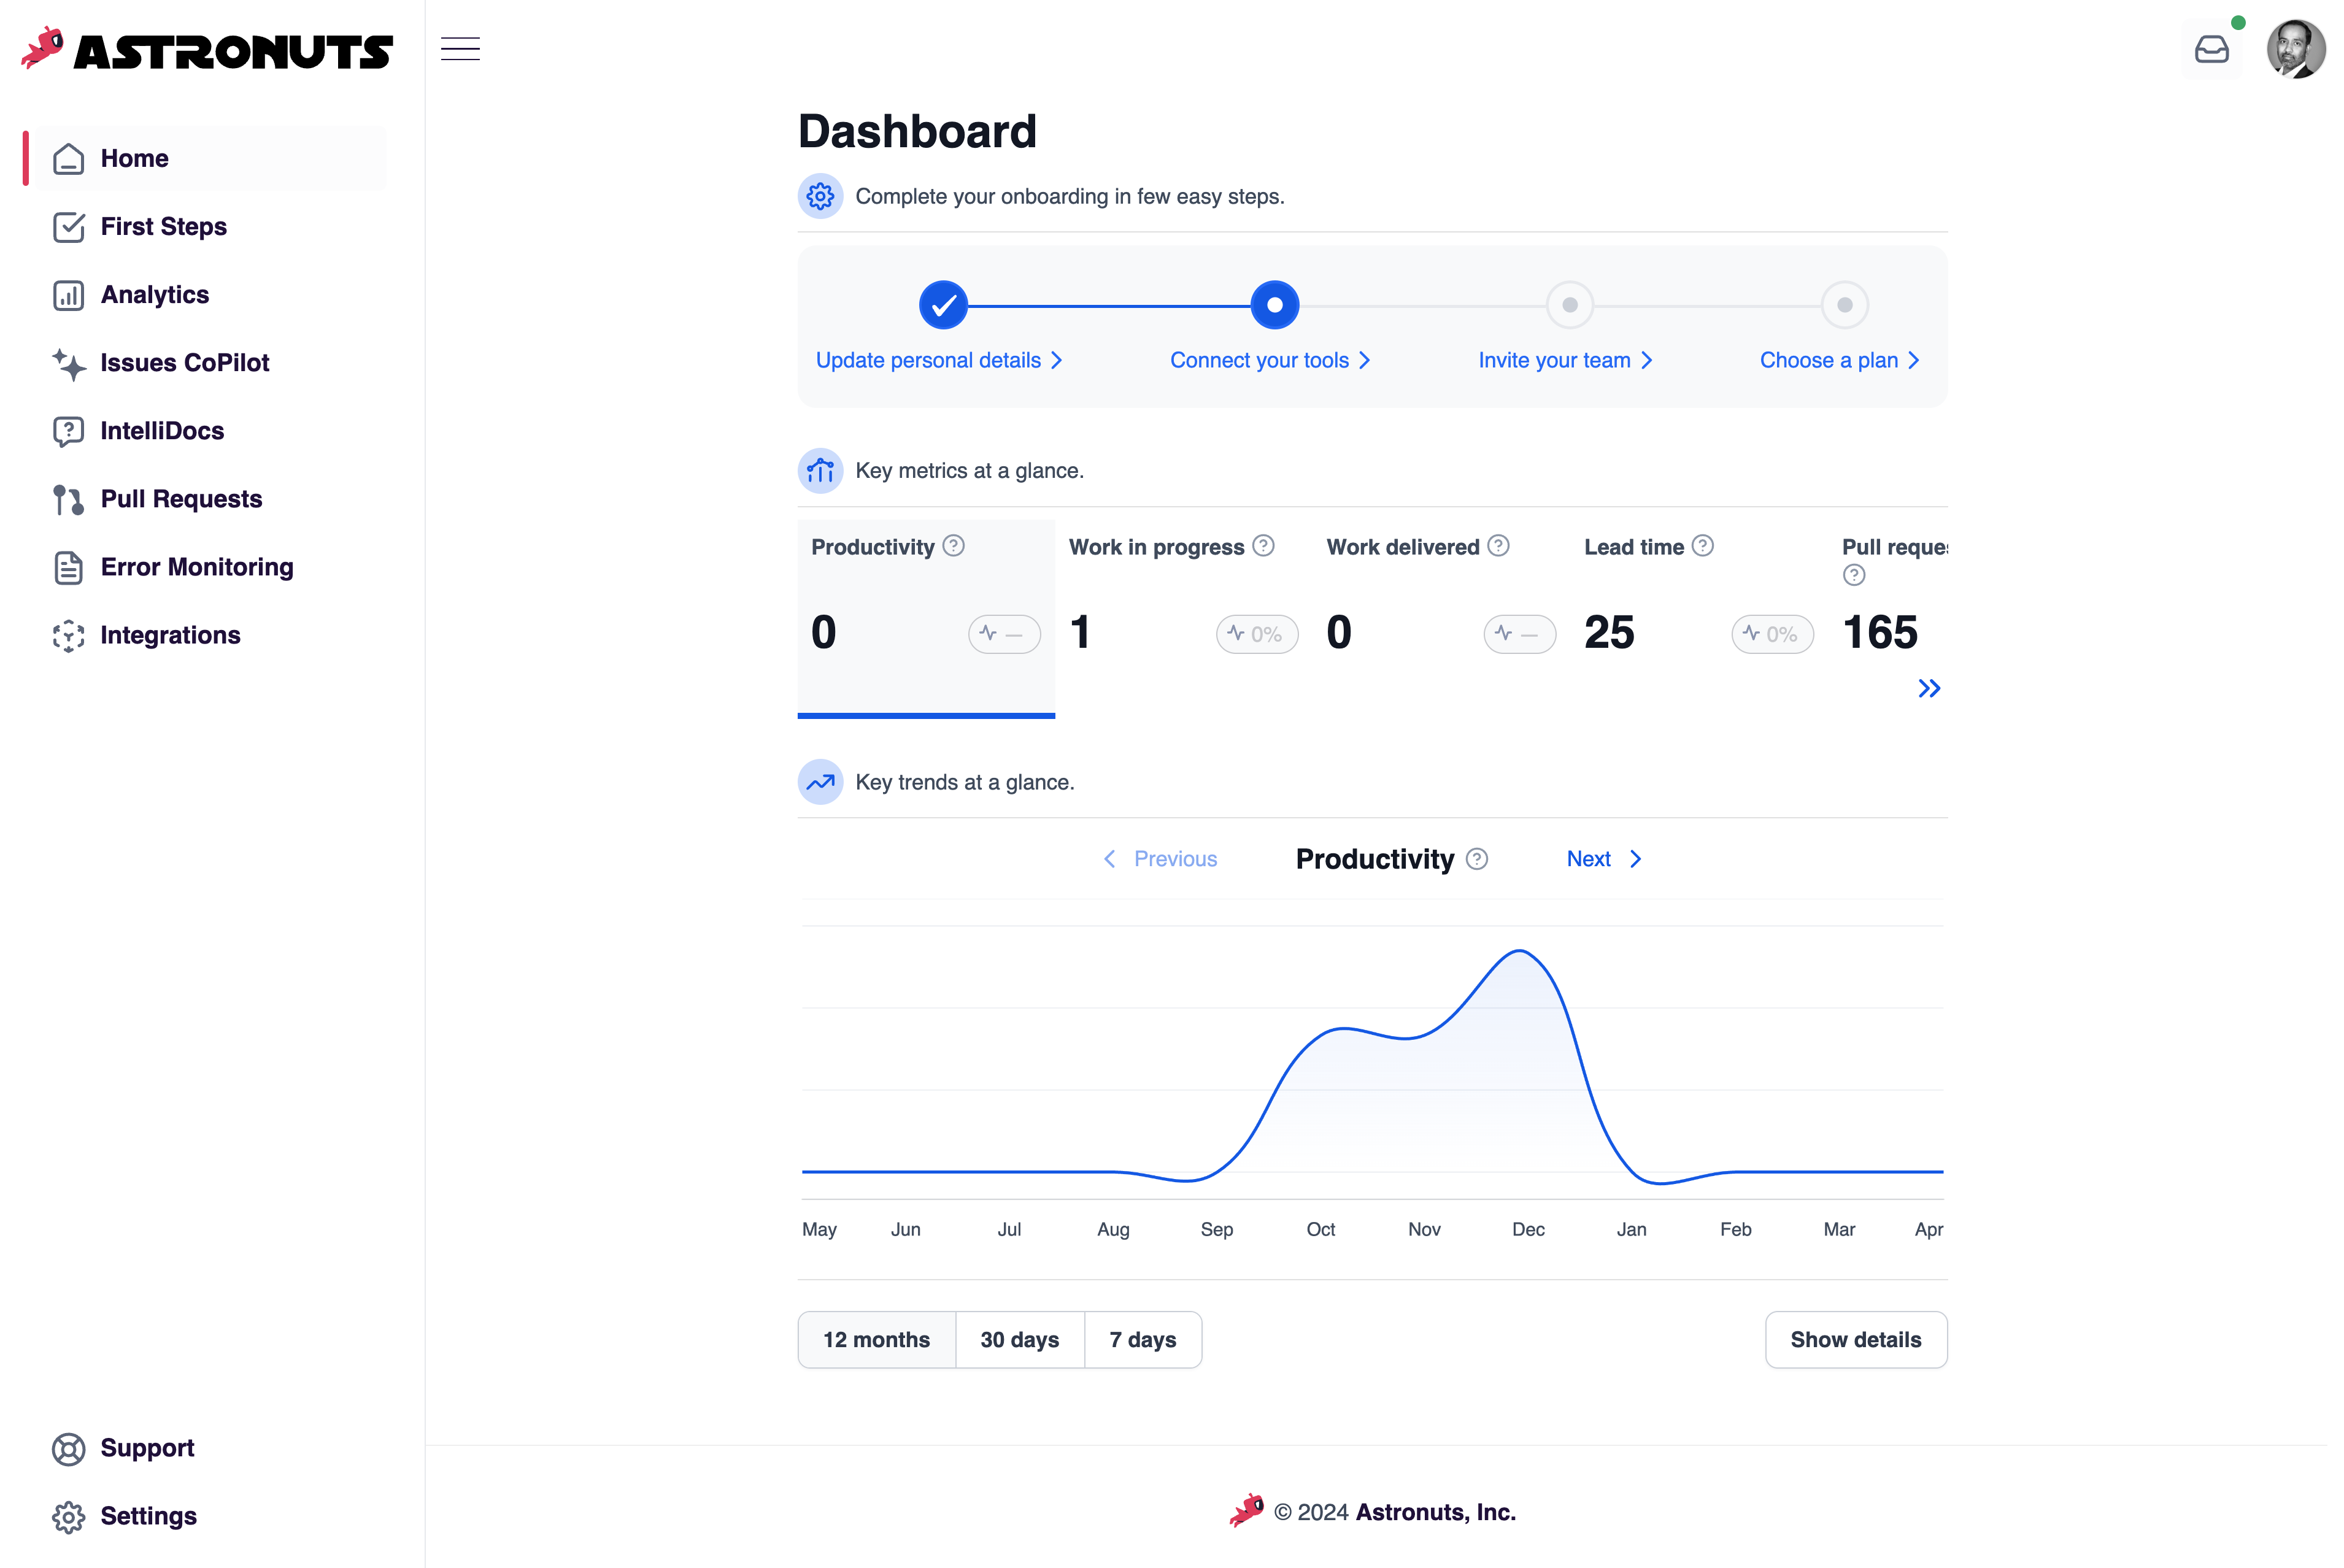 ASTRONUTS
Home
First Steps
Analytics
Issues CoPilot
IntelliDocs
Pull Requests
Error Monitoring
Integrations
Support
Settings
Dashboard
Complete your onboarding in few easy steps.
Update personal details
Connect your tools
Invite your team
Choose a plan
Key metrics at a glance.
Productivity
0
—
Work in progress
1
0%
Work delivered
0
—
Lead time
25
0%
Pull reques
165
Key trends at a glance.
Previous
Productivity
Next
May Jun Jul Aug Sep Oct Nov Dec Jan Feb Mar Apr
12 months 30 days 7 days
Show details
© 2024 Astronuts, Inc.